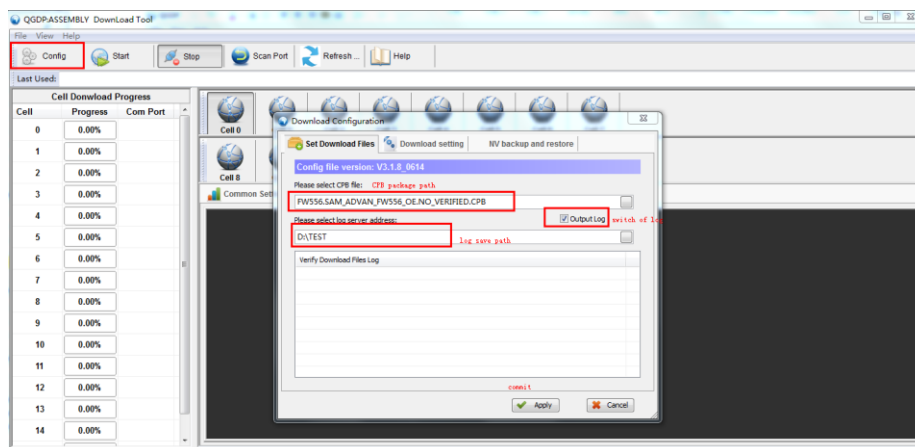 QGDP:ASSEMBLY DownLoad Tool
File View Help
Config Start Stop Scan Port Refresh ... Help
Last Used:
Cell Donwload Progress
Cell Progress Com Port
0 0.00%
1 0.00%
2 0.00%
3 0.00%
4 0.00%
5 0.00%
6 0.00%
7 0.00%
8 0.00%
9 0.00%
10 0.00%
11 0.00%
12 0.00%
13 0.00%
14 0.00%
Cell 0
Cell 8
Common Set
Download Configuration
Set Download Files Download setting NV backup and restore
Config file version: V3.1.8_0614
Please select CPB file: CPB package path
FW556.SAM_ADVAN_FW556_OE.NO_VERIFIED.CPB
Please select log server address: Output Log switch of log
D:\TEST log save path
Verify Download Files Log
commit
Apply Cancel